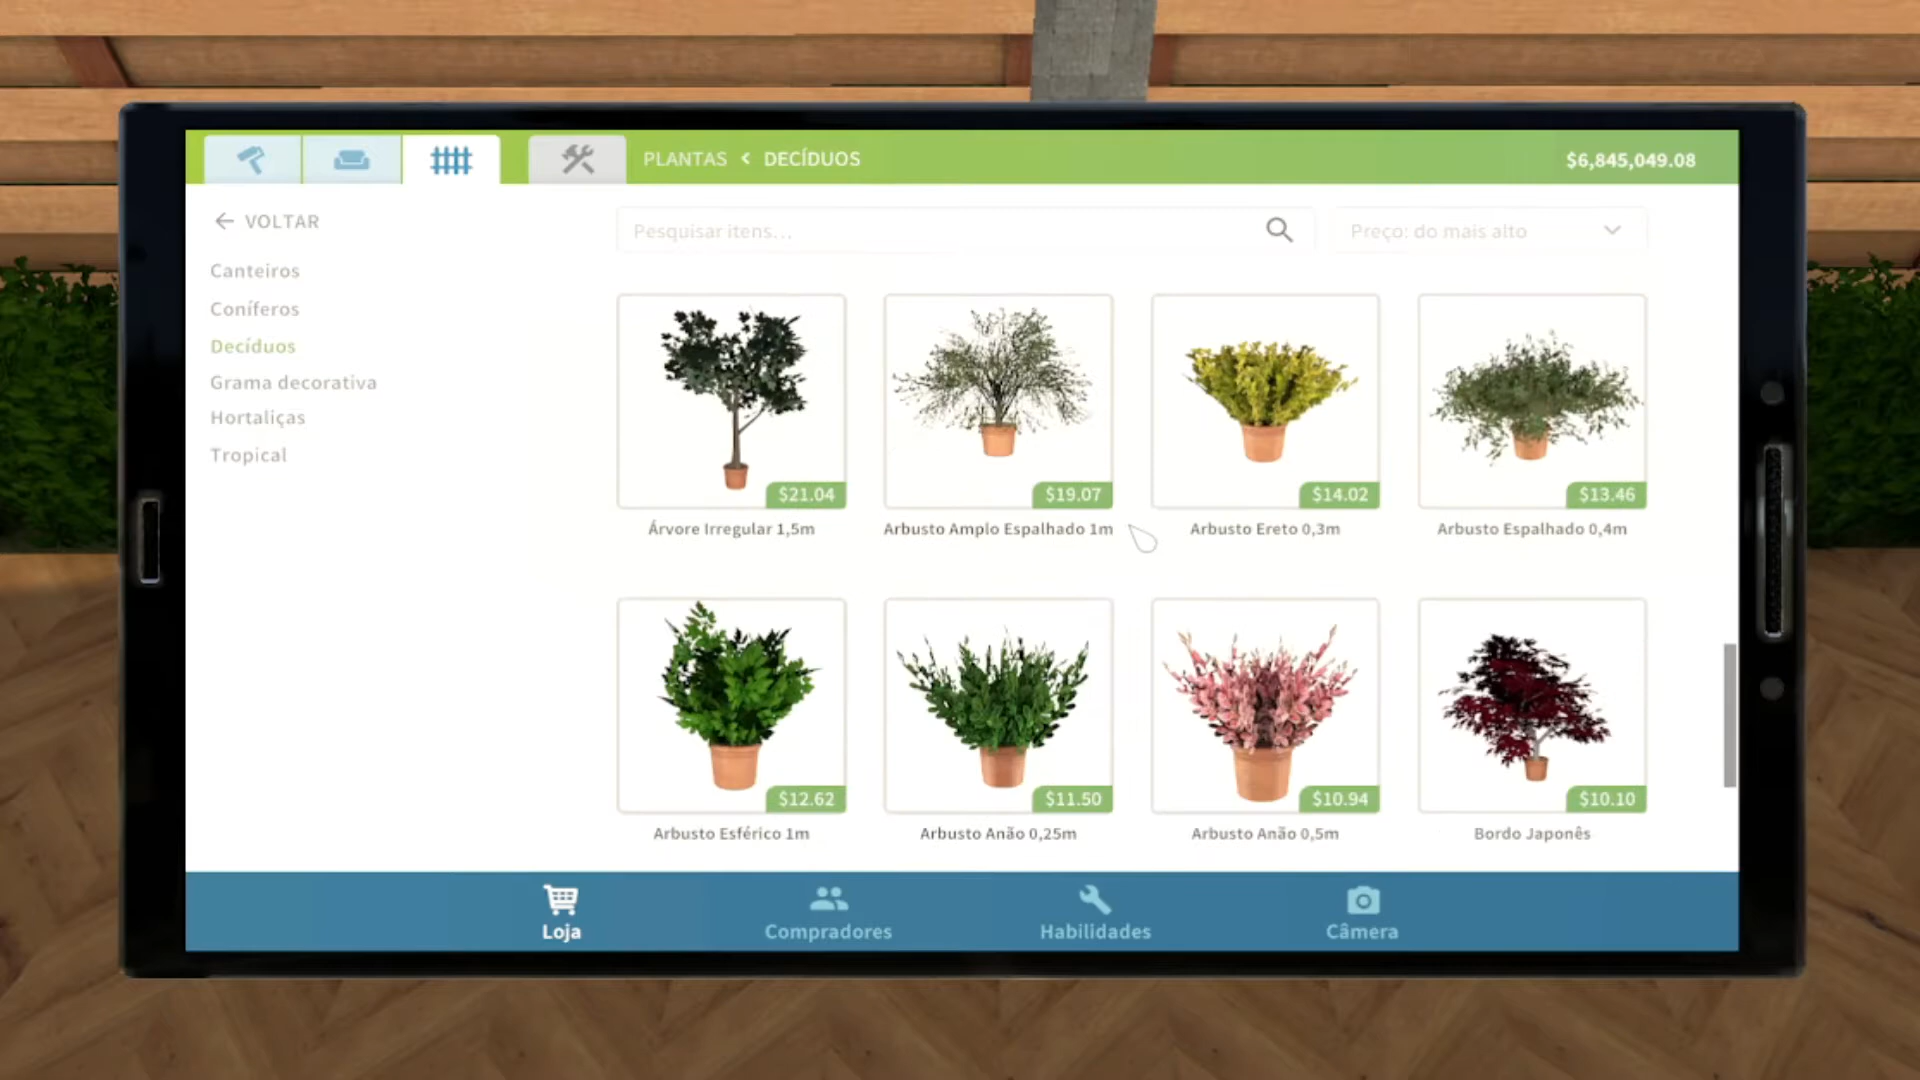 PLANTAS < DECÍDUOS
$6,845,049.08
VOLTAR
Pesquisar itens...
Preço: do mais alto
Canteiros
Coníferos
Decíduos
Grama decorativa
Hortaliças
Tropical
$21.04
$19.07
$14.02
$13.46
Árvore Irregular 1,5m
Arbusto Amplo Espalhado 1m
Arbusto Ereto 0,3m
Arbusto Espalhado 0,4m
$12.62
$11.50
$10.94
$10.10
Arbusto Esférico 1m
Arbusto Anão 0,25m
Arbusto Anão 0,5m
Bordo Japonês
Loja
Compradores
Habilidades
Câmera